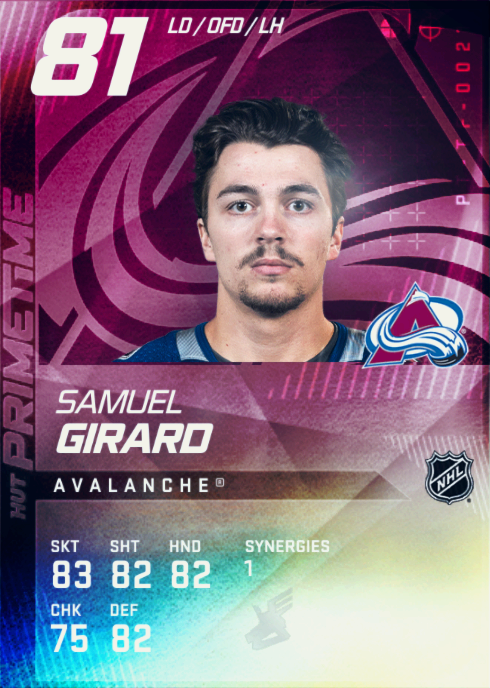 81
LD / OFD / LH
HUT PRIMETIME
SAMUEL
GIRARD
AVALANCHE®
NHL
SKT SHT HND SYNERGIES
83 82 82 1
CHK DEF
75 82